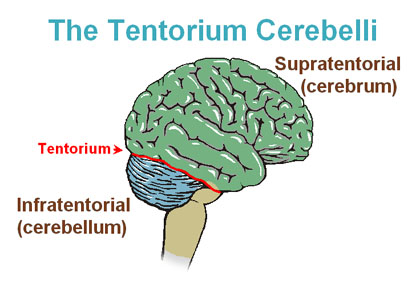 The Tentorium Cerebelli
Supratentorial
(cerebrum)
Tentorium
Infratentorial
(cerebellum)